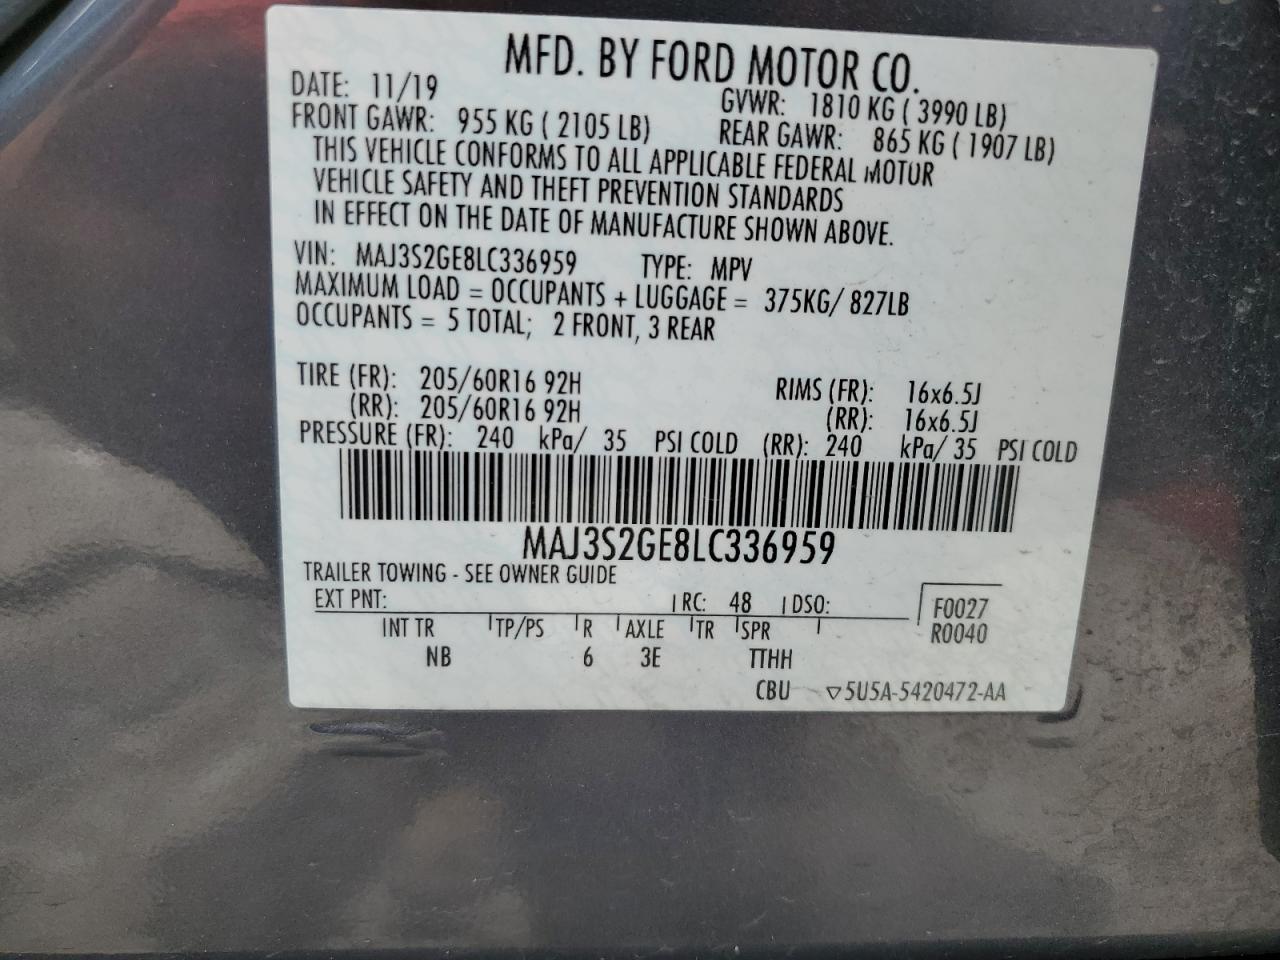 MFD. BY FORD MOTOR CO.
DATE: 11/19 GVWR: 1810 KG ( 3990 LB)
FRONT GAWR: 955 KG ( 2105 LB) REAR GAWR: 865 KG ( 1907 LB)
THIS VEHICLE CONFORMS TO ALL APPLICABLE FEDERAL MOTOR
VEHICLE SAFETY AND THEFT PREVENTION STANDARDS
IN EFFECT ON THE DATE OF MANUFACTURE SHOWN ABOVE.
VIN: MAJ3S2GE8LC336959 TYPE: MPV
MAXIMUM LOAD = OCCUPANTS + LUGGAGE = 375KG/ 827LB
OCCUPANTS = 5 TOTAL; 2 FRONT, 3 REAR
TIRE (FR): 205/60R16 92H RIMS (FR): 16x6.5J
(RR): 205/60R16 92H (RR): 16x6.5J
PRESSURE (FR): 240 kPa/ 35 PSI COLD (RR): 240 kPa/ 35 PSI COLD
MAJ3S2GE8LC336959
TRAILER TOWING - SEE OWNER GUIDE
EXT PNT: RC: 48 DSO: F0027
INT TR TP/PS R AXLE TR SPR R0040
NB 6 3E TTHH
CBU ▽5U5A-5420472-AA